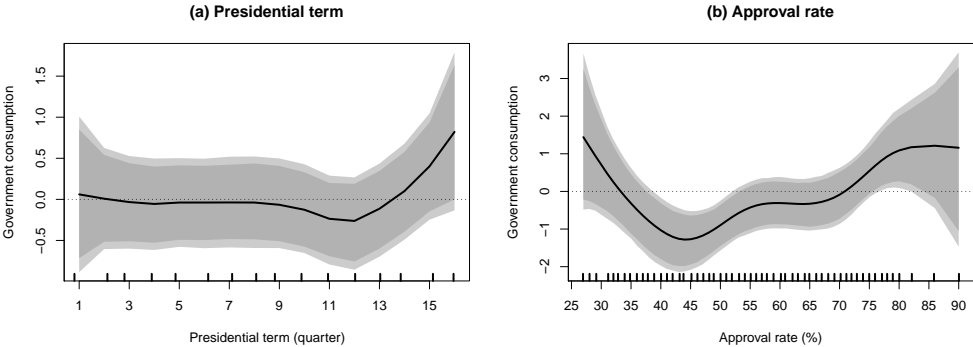 (a) Presidential term
Government consumption
1.5
1.0
0.5
0.0
−0.5
1 3 5 7 9 11 13 15
Presidential term (quarter)
(b) Approval rate
Government consumption
3
2
1
0
−1
−2
25 30 35 40 45 50 55 60 65 70 75 80 85 90
Approval rate (%)